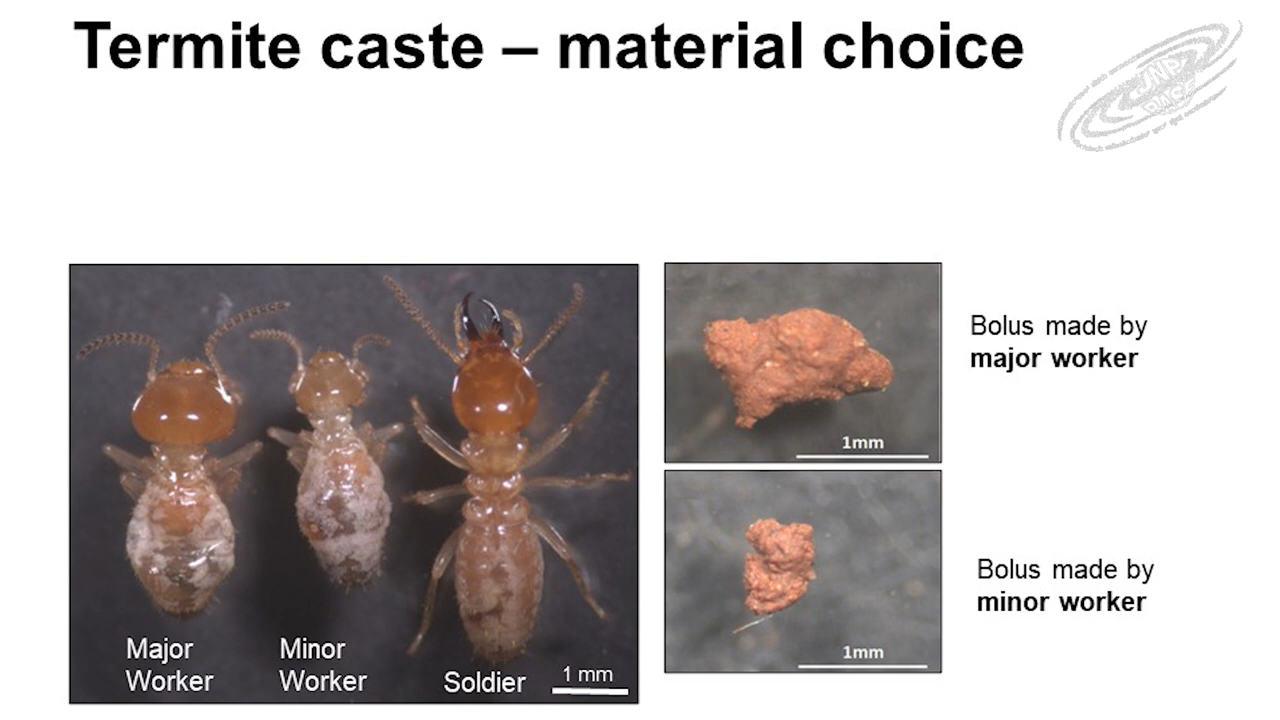 Termite caste – material choice
JNP
Major
Worker
Minor
Worker
Soldier
1 mm
1mm
Bolus made by
major worker
1mm
Bolus made by
minor worker